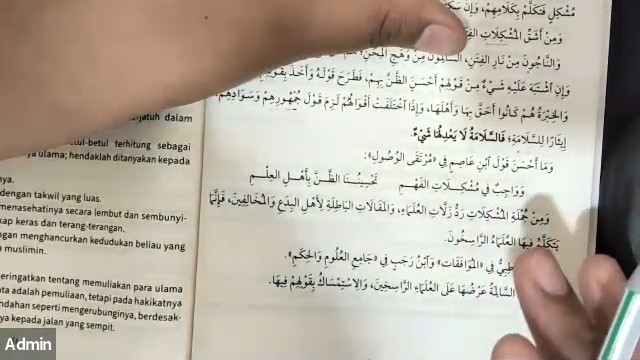 مُشْكِلٍ فَتَكَلَّمْ بِكَلَامِهِمْ، وَإِنْ
وَمِنْ أَشَقِّ الْمُشْكِلَاتِ
وَالنَّاجُونَ مِنْ نَارِ الْفِتَنِ، السَّالِمُونَ مِنْ وَهَجِ الْمِحَنِ،
وَإِنِ اشْتَبَهَ عَلَيْهِ شَيْءٌ مِنْ قَوْلِهِمْ أَحْسَنَ الظَّنَّ بِهِمْ، فَطَرَحَ قَوْلَهُ وَأَخَذَ
وَالْخِبْرَةُ هُمْ كَانُوا أَحَقَّ بِهَا وَأَهْلَهَا، وَإِذَا اخْتَلَفَتْ أَقْوَالُهُمْ لَزِمَ قَوْلَ جُمْهُورِهِمْ وَسَوَادِهِمْ
إِيثَارًا لِلسَّلَامَةِ؛ فَالسَّلَامَةُ لَا يَعْدِلُهَا شَيْءٌ.
وَمَا أَحْسَنَ قَوْلَ ابْنِ عَاصِمٍ فِي «مُرْتَقَى الْوُصُولِ»:
وَوَاجِبٌ فِي مُشْكِلَاتِ الْفَهْمِ تَحْسِينُنَا الظَّنَّ بِأَهْلِ الْعِلْمِ
وَمِنْ جُمْلَةِ الْمُشْكِلَاتِ رَدُّ زَلَّاتِ الْعُلَمَاءِ، وَالْمَقَالَاتِ الْبَاطِلَةِ لِأَهْلِ الْبِدَعِ وَالْمُخَالِفِينَ، فَإِنَّمَا
يَتَكَلَّمُ فِيهَا الْعُلَمَاءُ الرَّاسِخُونَ.
فِي «الْمُوَافَقَاتِ» وَابْنُ رَجَبٍ فِي «جَامِعِ الْعُلُومِ وَالْحِكَمِ».
السَّالِمَةُ عَرْضُهَا عَلَى الْعُلَمَاءِ الرَّاسِخِينَ، وَالِاسْتِمْسَاكُ بِقَوْلِهِمْ فِيهَا.
jatuh dalam
betul terhitung sebagai
ulama; hendaklah ditanyakan kepada
dengan takwil yang luas.
menasehatinya secara lembut dan sembunyi-
keras dan terang-terangan.
ngan menghancurkan kedudukan beliau yang
muslimin.
peringatkan tentang memuliakan para ulama
adalah pemuliaan, tetapi pada hakikatnya
seperti mengerubunginya, berdesak-
kepada jalan yang sempit.
Admin